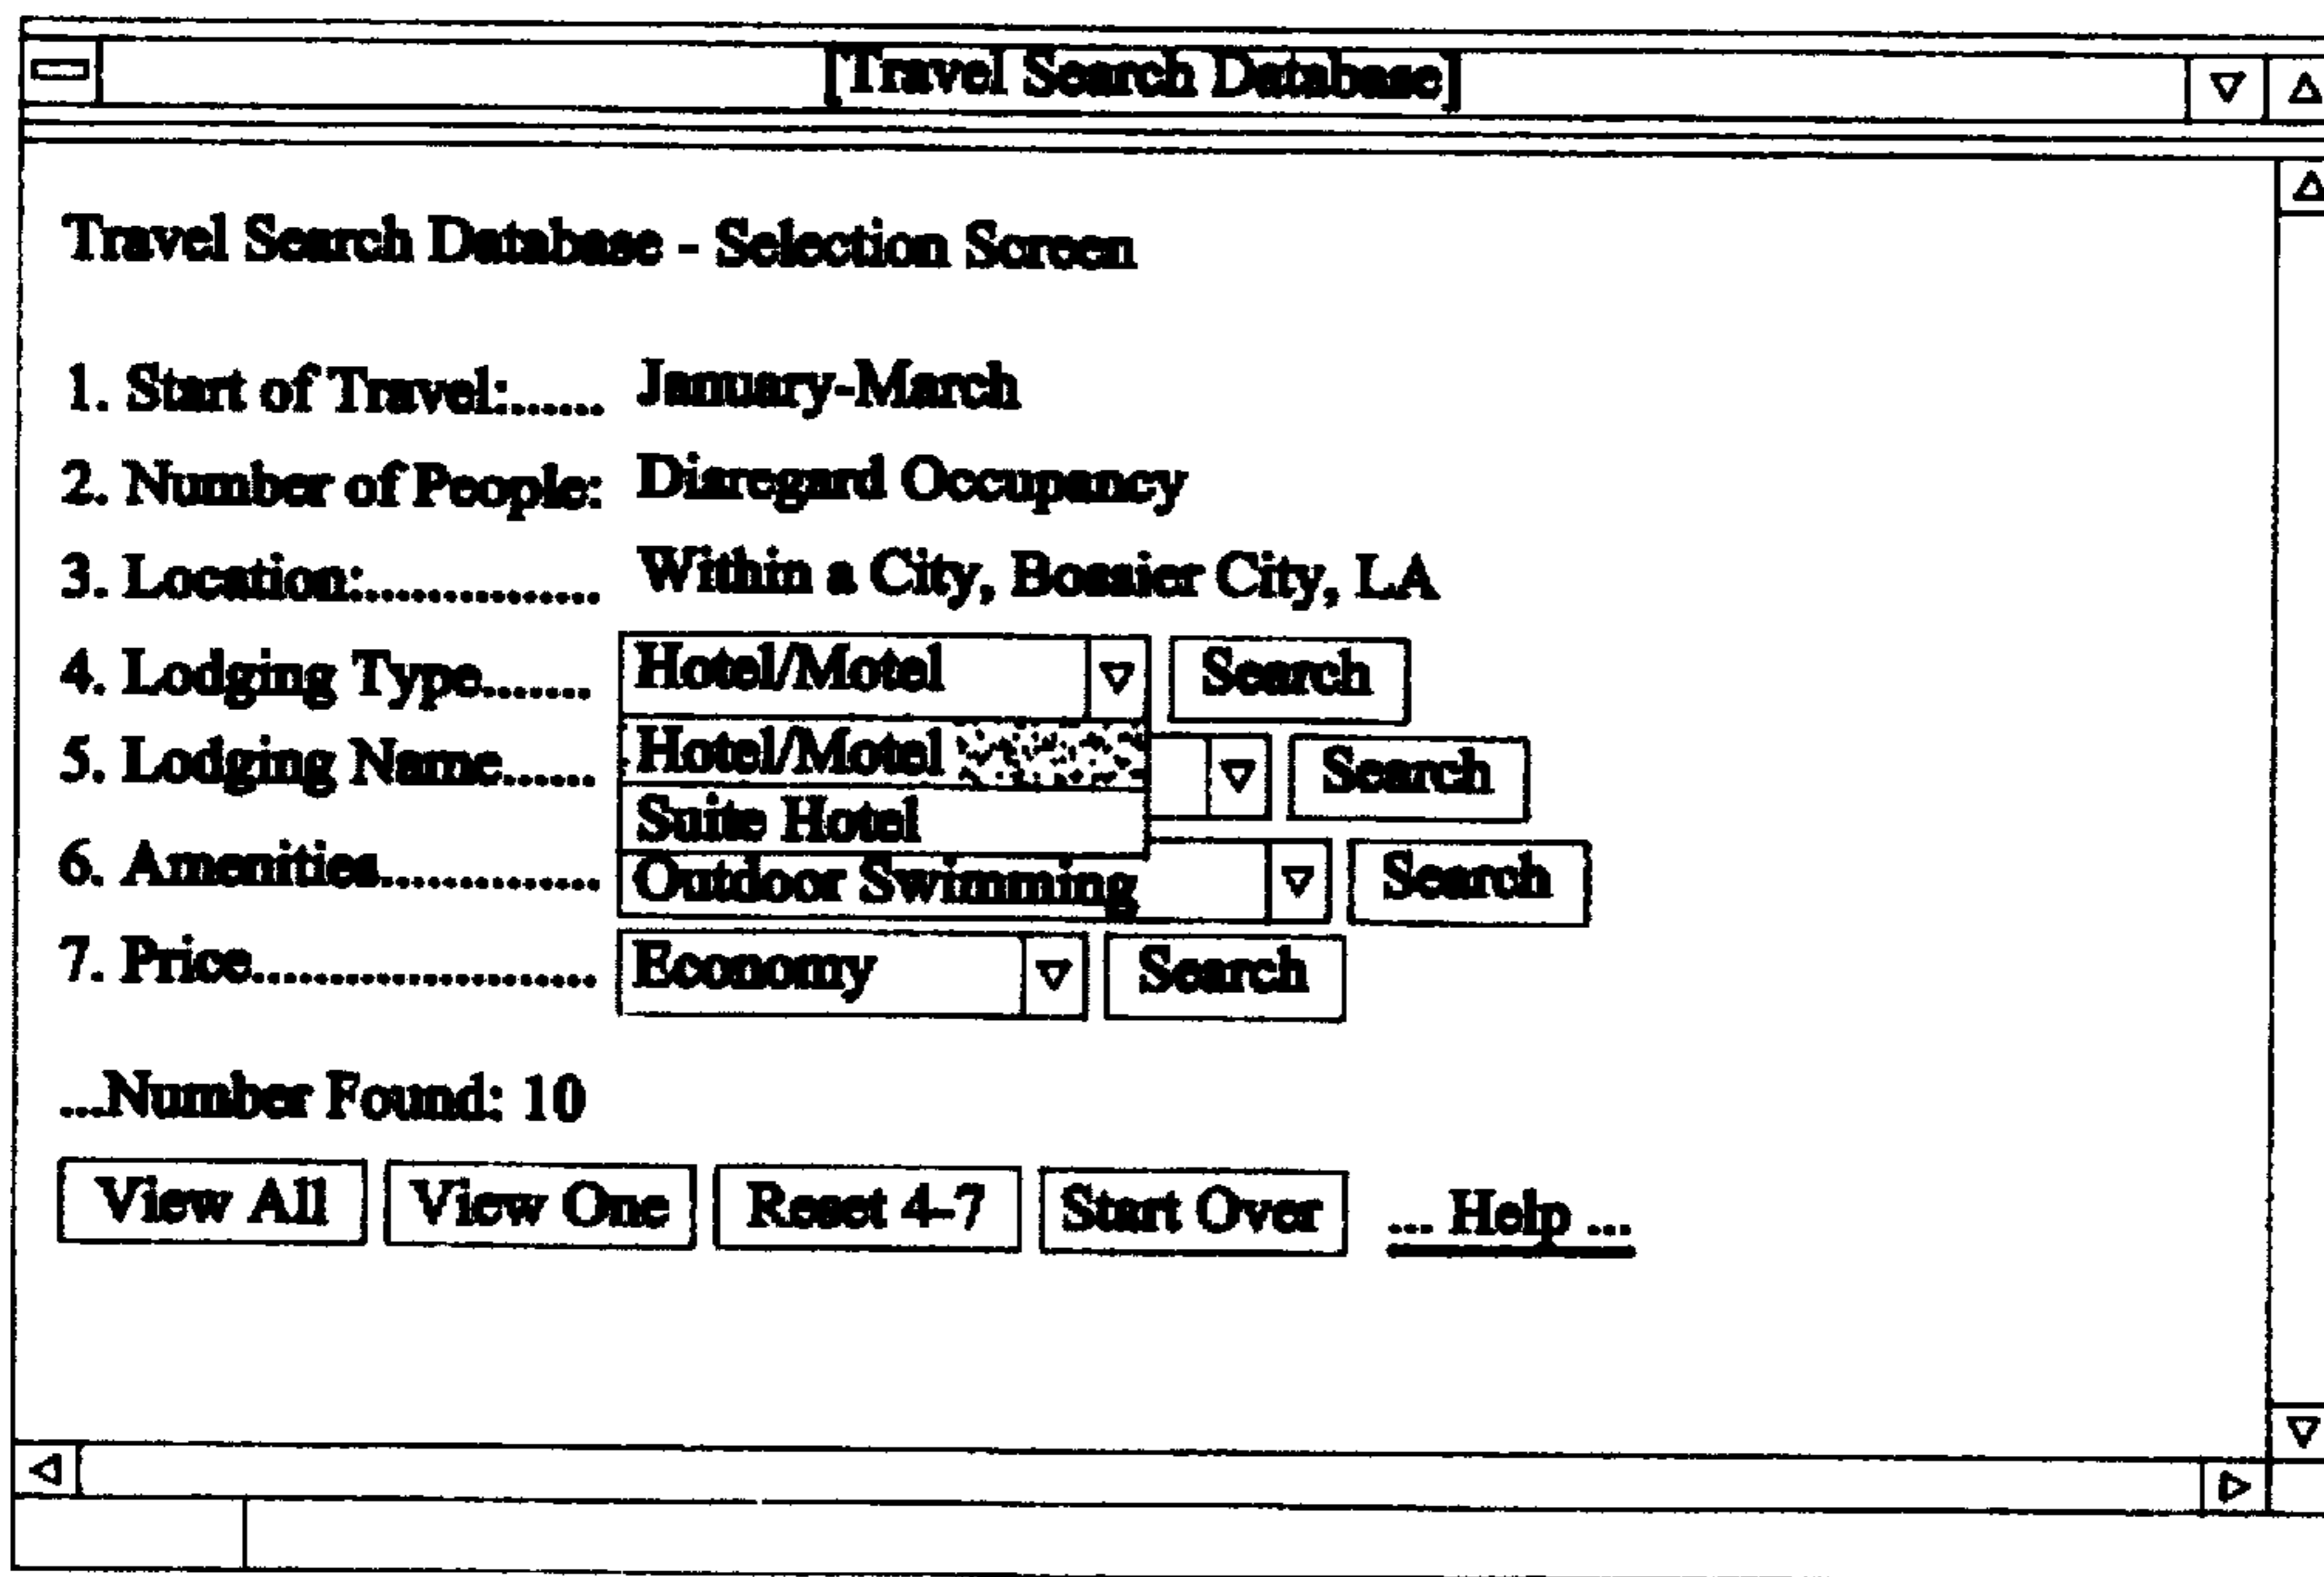 [Travel Search Database]
Travel Search Database - Selection Screen
1. Start of Travel:...... January-March
2. Number of People: Disregard Occupancy
3. Location:............... Within a City, Bossier City, LA
4. Lodging Type....... Hotel/Motel Search
Hotel/Motel
5. Lodging Name...... Search
Suite Hotel
6. Amenities.............. Outdoor Swimming Search
7. Price...................... Economy Search
...Number Found: 10
View All View One Reset 4-7 Start Over ... Help ...